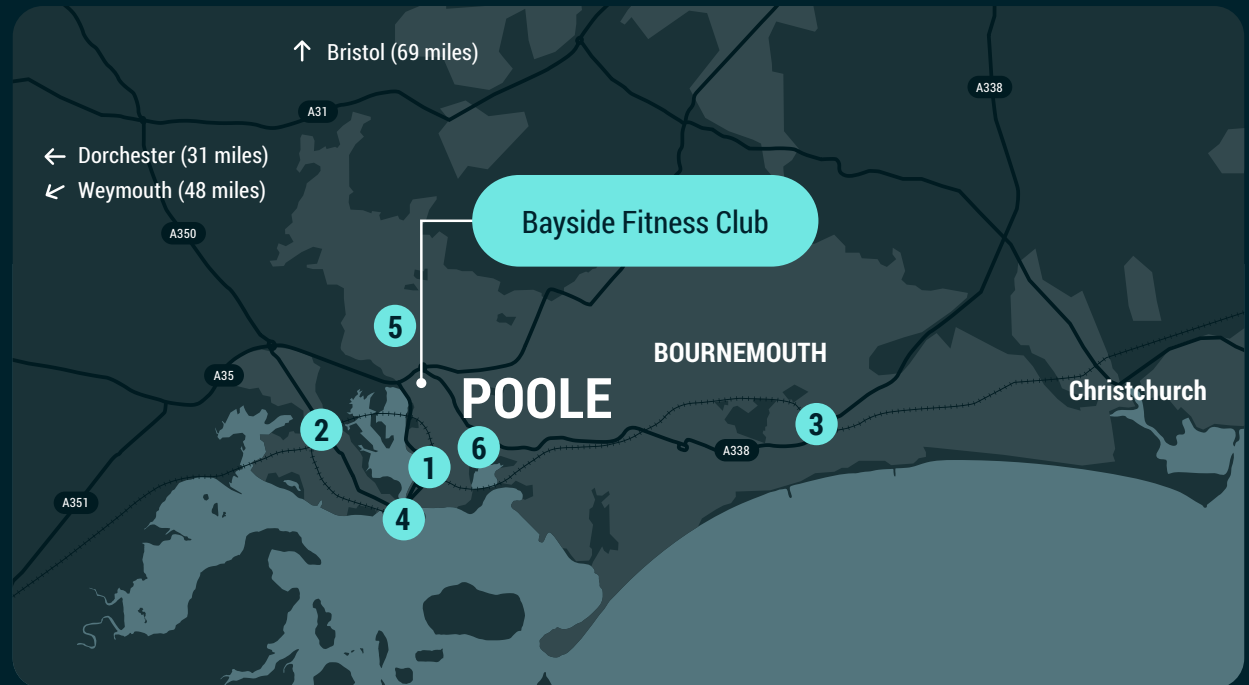 ↑ Bristol (69 miles)
A338
A31
← Dorchester (31 miles)
↙ Weymouth (48 miles)
A350
Bayside Fitness Club
5
BOURNEMOUTH
A35
POOLE
Christchurch
2
3
6
A338
1
A351
4